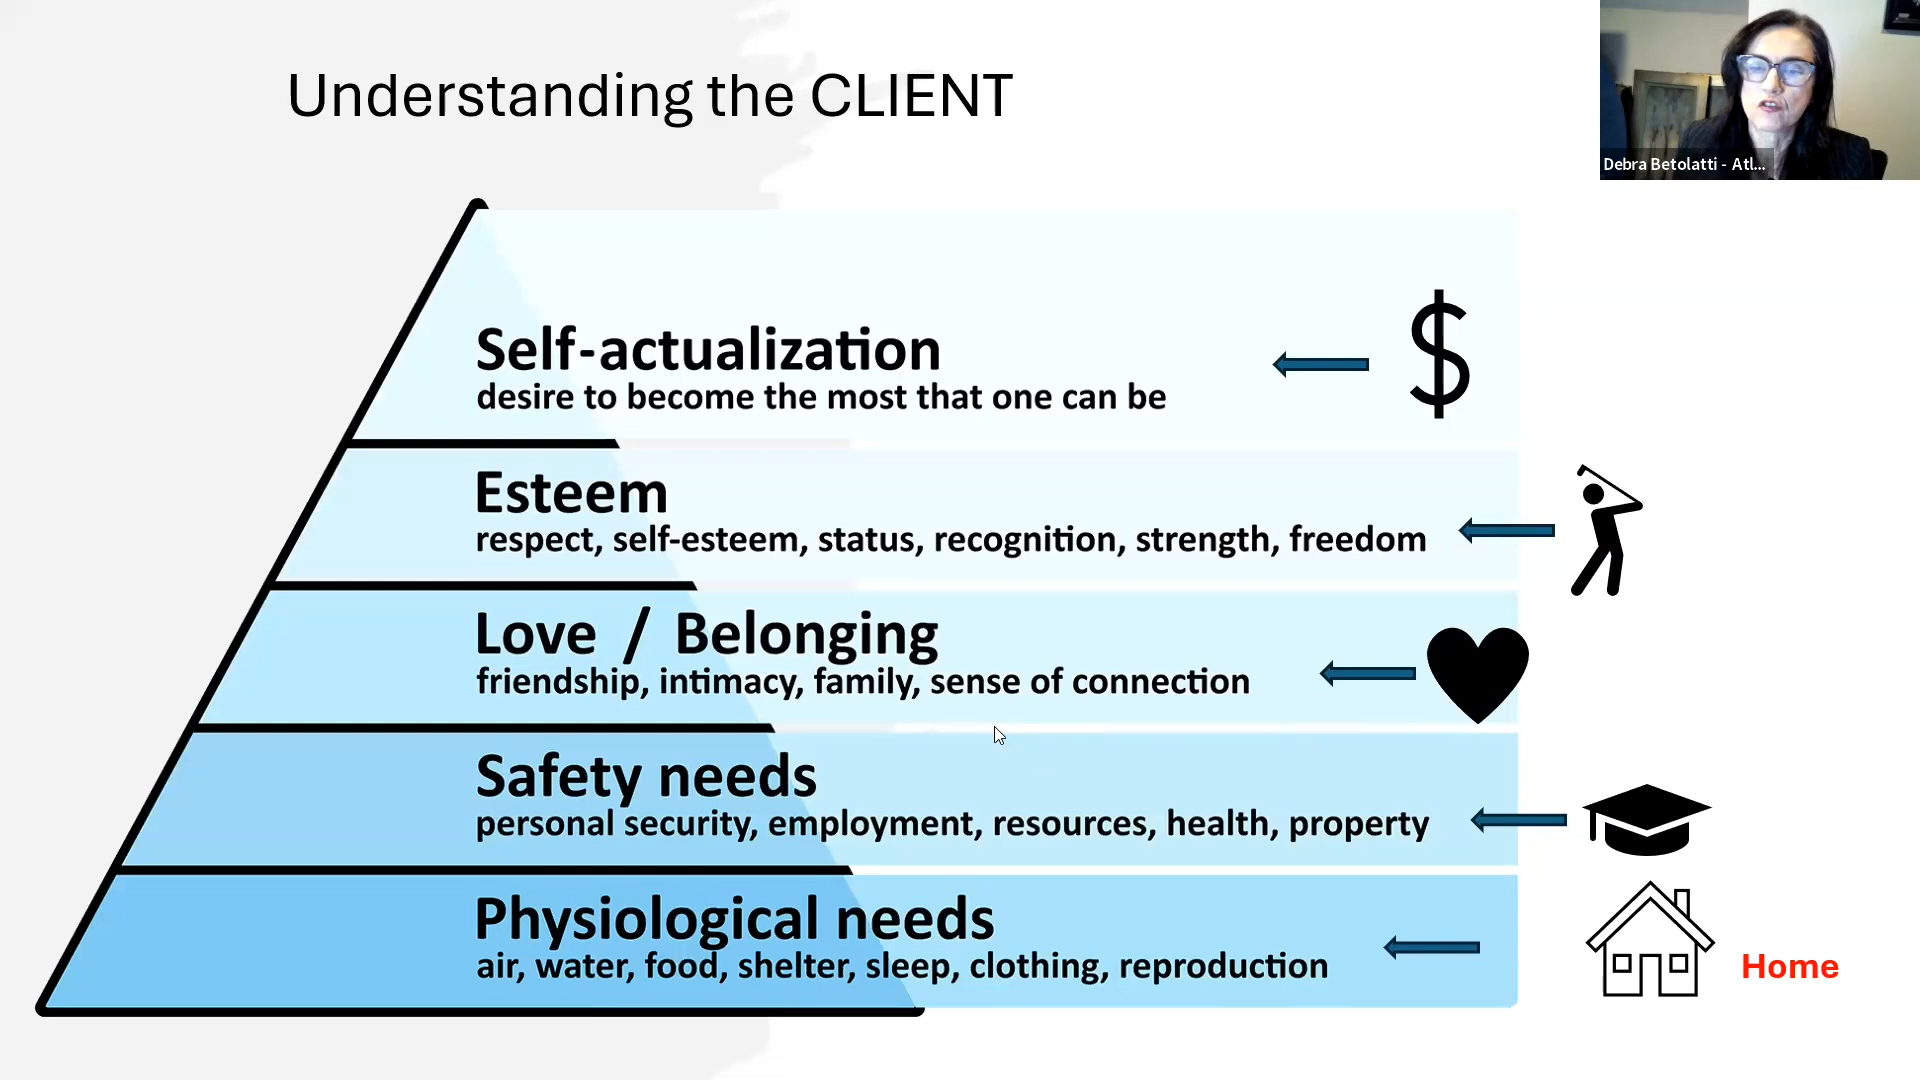 Understanding the CLIENT
Debra Betolatti - Atl...
Self-actualization
desire to become the most that one can be
$
Esteem
respect, self-esteem, status, recognition, strength, freedom
Love / Belonging
friendship, intimacy, family, sense of connection
Safety needs
personal security, employment, resources, health, property
Physiological needs
air, water, food, shelter, sleep, clothing, reproduction
Home